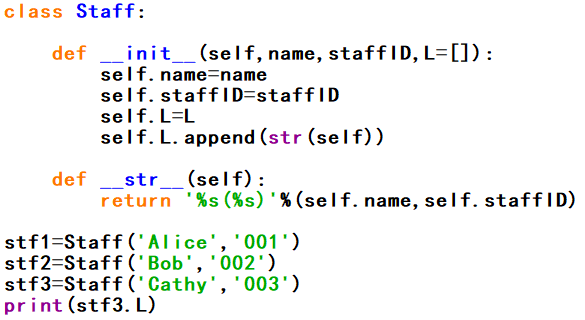 class Staff:
    def __init__(self,name,staffID,L=[]):
        self.name=name
        self.staffID=staffID
        self.L=L
        self.L.append(str(self))
    def __str__(self):
        return '%s(%s)'%(self.name,self.staffID)
stf1=Staff('Alice','001')
stf2=Staff('Bob','002')
stf3=Staff('Cathy','003')
print(stf3.L)